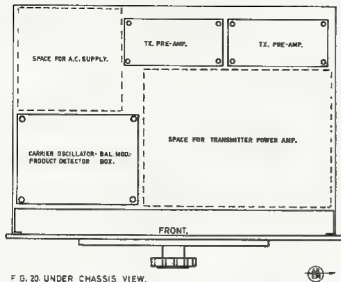 SPACE FOR A.C. SUPPLY.
TX. PRE-AMP.
TX. PRE-AMP.
SPACE FOR TRANSMITTER POWER AMP.
CARRIER OSCILLATOR- BAL. MOD.-
PRODUCT DETECTOR BOX.
FRONT.
F G. 20. UNDER CHASSIS VIEW.